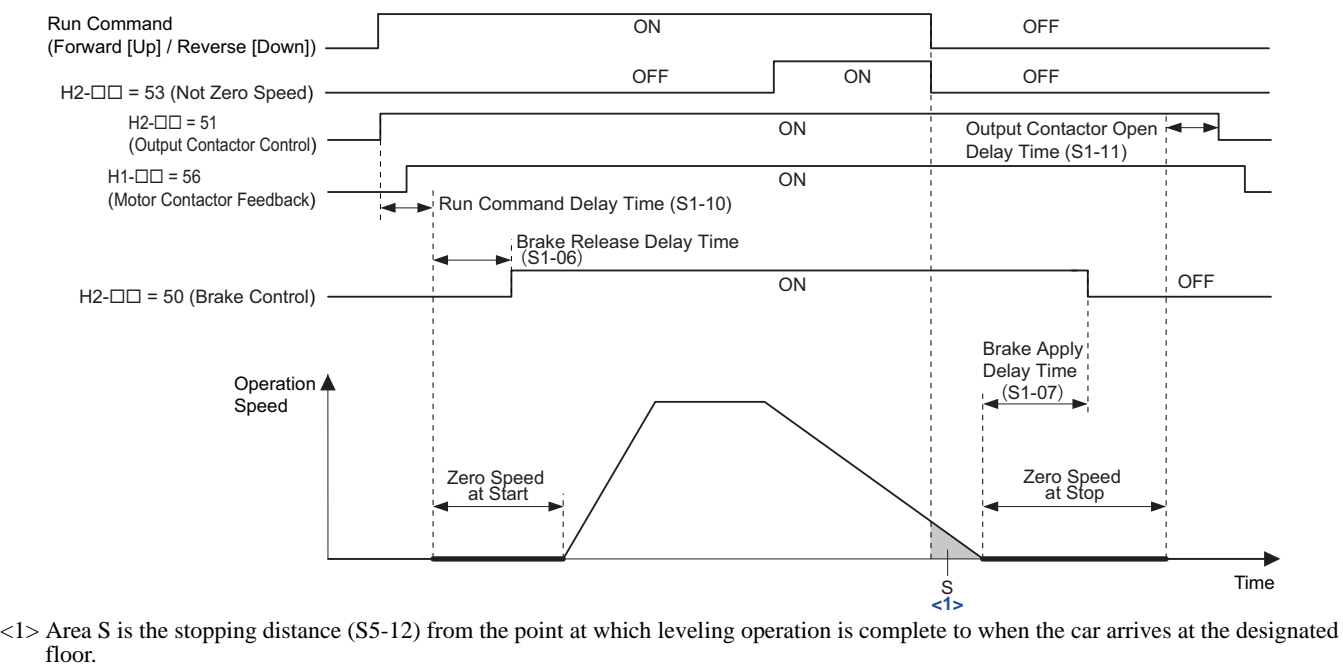 Run Command
(Forward [Up] / Reverse [Down])
ON
OFF
H2-□□ = 53 (Not Zero Speed)
OFF
ON
OFF
H2-□□ = 51
(Output Contactor Control)
ON
Output Contactor Open
Delay Time (S1-11)
H1-□□ = 56
(Motor Contactor Feedback)
ON
Run Command Delay Time (S1-10)
Brake Release Delay Time
(S1-06)
H2-□□ = 50 (Brake Control)
ON
OFF
Brake Apply
Delay Time
(S1-07)
Operation
Speed
Zero Speed
at Start
Zero Speed
at Stop
S
<1>
Time
<1> Area S is the stopping distance (S5-12) from the point at which leveling operation is complete to when the car arrives at the designated
floor.